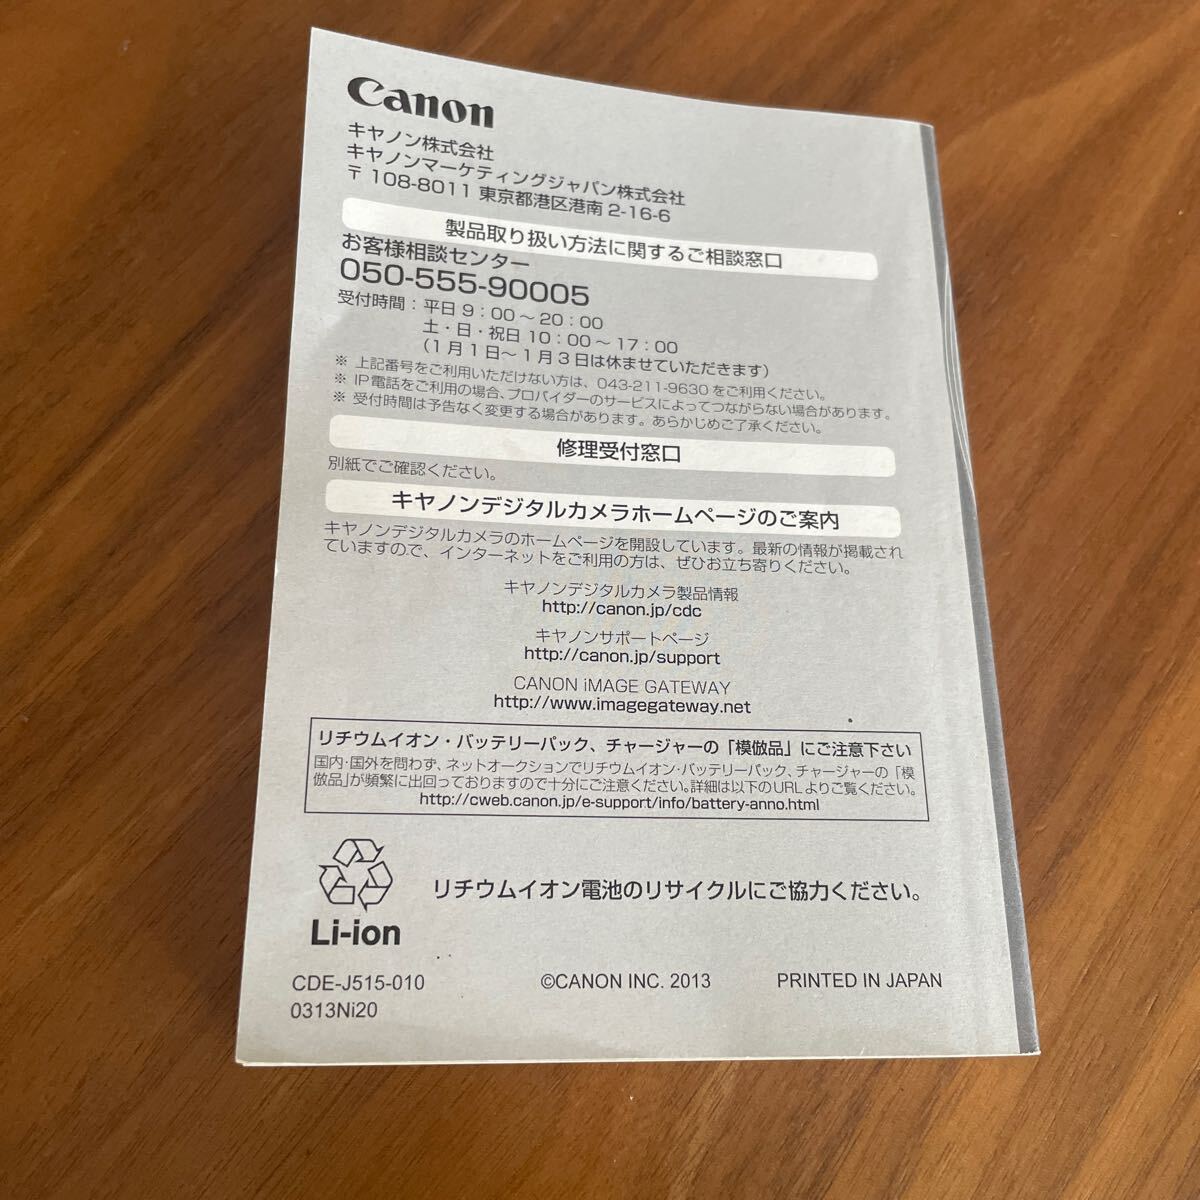 Canon
キヤノン株式会社
キヤノンマーケティングジャパン株式会社
〒 108-8011 東京都港区港南 2-16-6
製品取り扱い方法に関するご相談窓口
お客様相談センター
050-555-90005
受付時間：平日 9：00 ～ 20：00
土・日・祝日 10：00 ～ 17：00
（1 月 1 日～ 1 月 3 日は休ませていただきます）
※ 上記番号をご利用いただけない方は、043-211-9630 をご利用ください。
※ IP電話をご利用の場合、プロバイダーのサービスによってつながらない場合があります。
※ 受付時間は予告なく変更する場合があります。あらかじめご了承ください。
修理受付窓口
別紙でご確認ください。
キヤノンデジタルカメラホームページのご案内
キヤノンデジタルカメラのホームページを開設しています。最新の情報が掲載され
ていますので、インターネットをご利用の方は、ぜひお立ち寄りください。
キヤノンデジタルカメラ製品情報
http://canon.jp/cdc
キヤノンサポートページ
http://canon.jp/support
CANON iMAGE GATEWAY
http://www.imagegateway.net
リチウムイオン・バッテリーパック、チャージャーの「模倣品」にご注意下さい
国内・国外を問わず、ネットオークションでリチウムイオン・バッテリーパック、チャージャーの「模
倣品」が頻繁に出回っておりますので十分にご注意ください。詳細は以下のURLよりご覧ください。
http://cweb.canon.jp/e-support/info/battery-anno.html
リチウムイオン電池のリサイクルにご協力ください。
Li-ion
CDE-J515-010 ©CANON INC. 2013 PRINTED IN JAPAN
0313Ni20